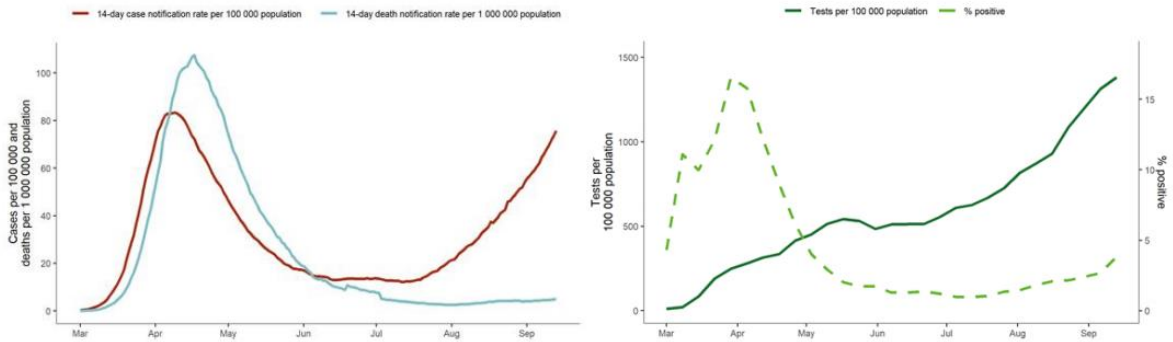 14-day case notification rate per 100 000 population
14-day death notification rate per 1 000 000 population
Cases per 100 000 and
deaths per 1 000 000 population
100
80
60
40
20
0
Mar
Apr
May
Jun
Jul
Aug
Sep
Tests per 100 000 population
% positive
Tests per
100 000 population
1500
1000
500
0
15
10
5
0
% positive
Mar
Apr
May
Jun
Jul
Aug
Sep